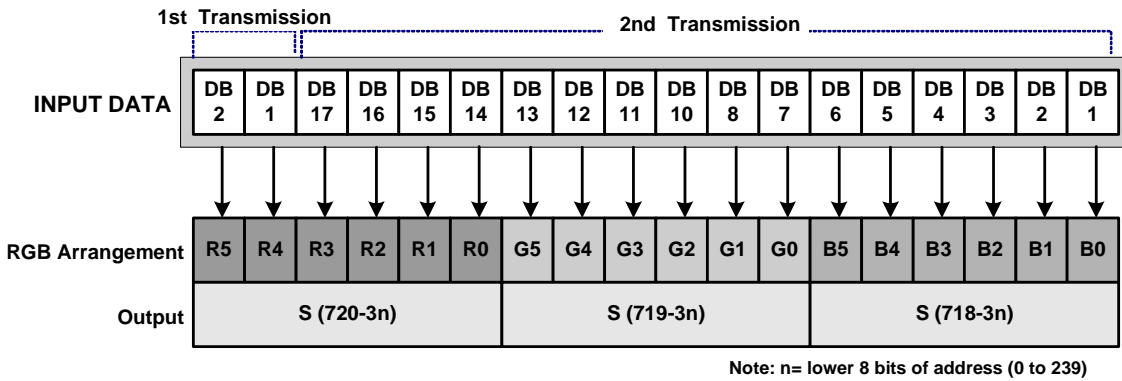 1st Transmission
2nd Transmission
INPUT DATA
DB 2 DB 1 DB 17 DB 16 DB 15 DB 14 DB 13 DB 12 DB 11 DB 10 DB 8 DB 7 DB 6 DB 5 DB 4 DB 3 DB 2 DB 1
RGB Arrangement R5 R4 R3 R2 R1 R0 G5 G4 G3 G2 G1 G0 B5 B4 B3 B2 B1 B0
Output S (720-3n) S (719-3n) S (718-3n)
Note: n= lower 8 bits of address (0 to 239)